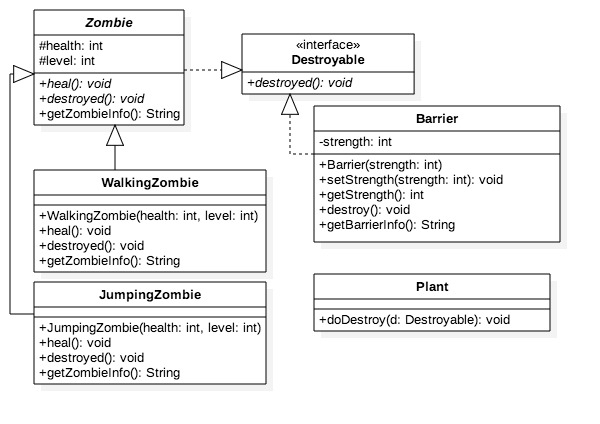 Zombie
#health: int
#level: int
+heal(): void
+destroyed(): void
+getZombieInfo(): String
«interface»
Destroyable
+destroyed(): void
Barrier
-strength: int
+Barrier(strength: int)
+setStrength(strength: int): void
+getStrength(): int
+destroy(): void
+getBarrierInfo(): String
WalkingZombie
+WalkingZombie(health: int, level: int)
+heal(): void
+destroyed(): void
+getZombieInfo(): String
JumpingZombie
+JumpingZombie(health: int, level: int)
+heal(): void
+destroyed(): void
+getZombieInfo(): String
Plant
+doDestroy(d: Destroyable): void